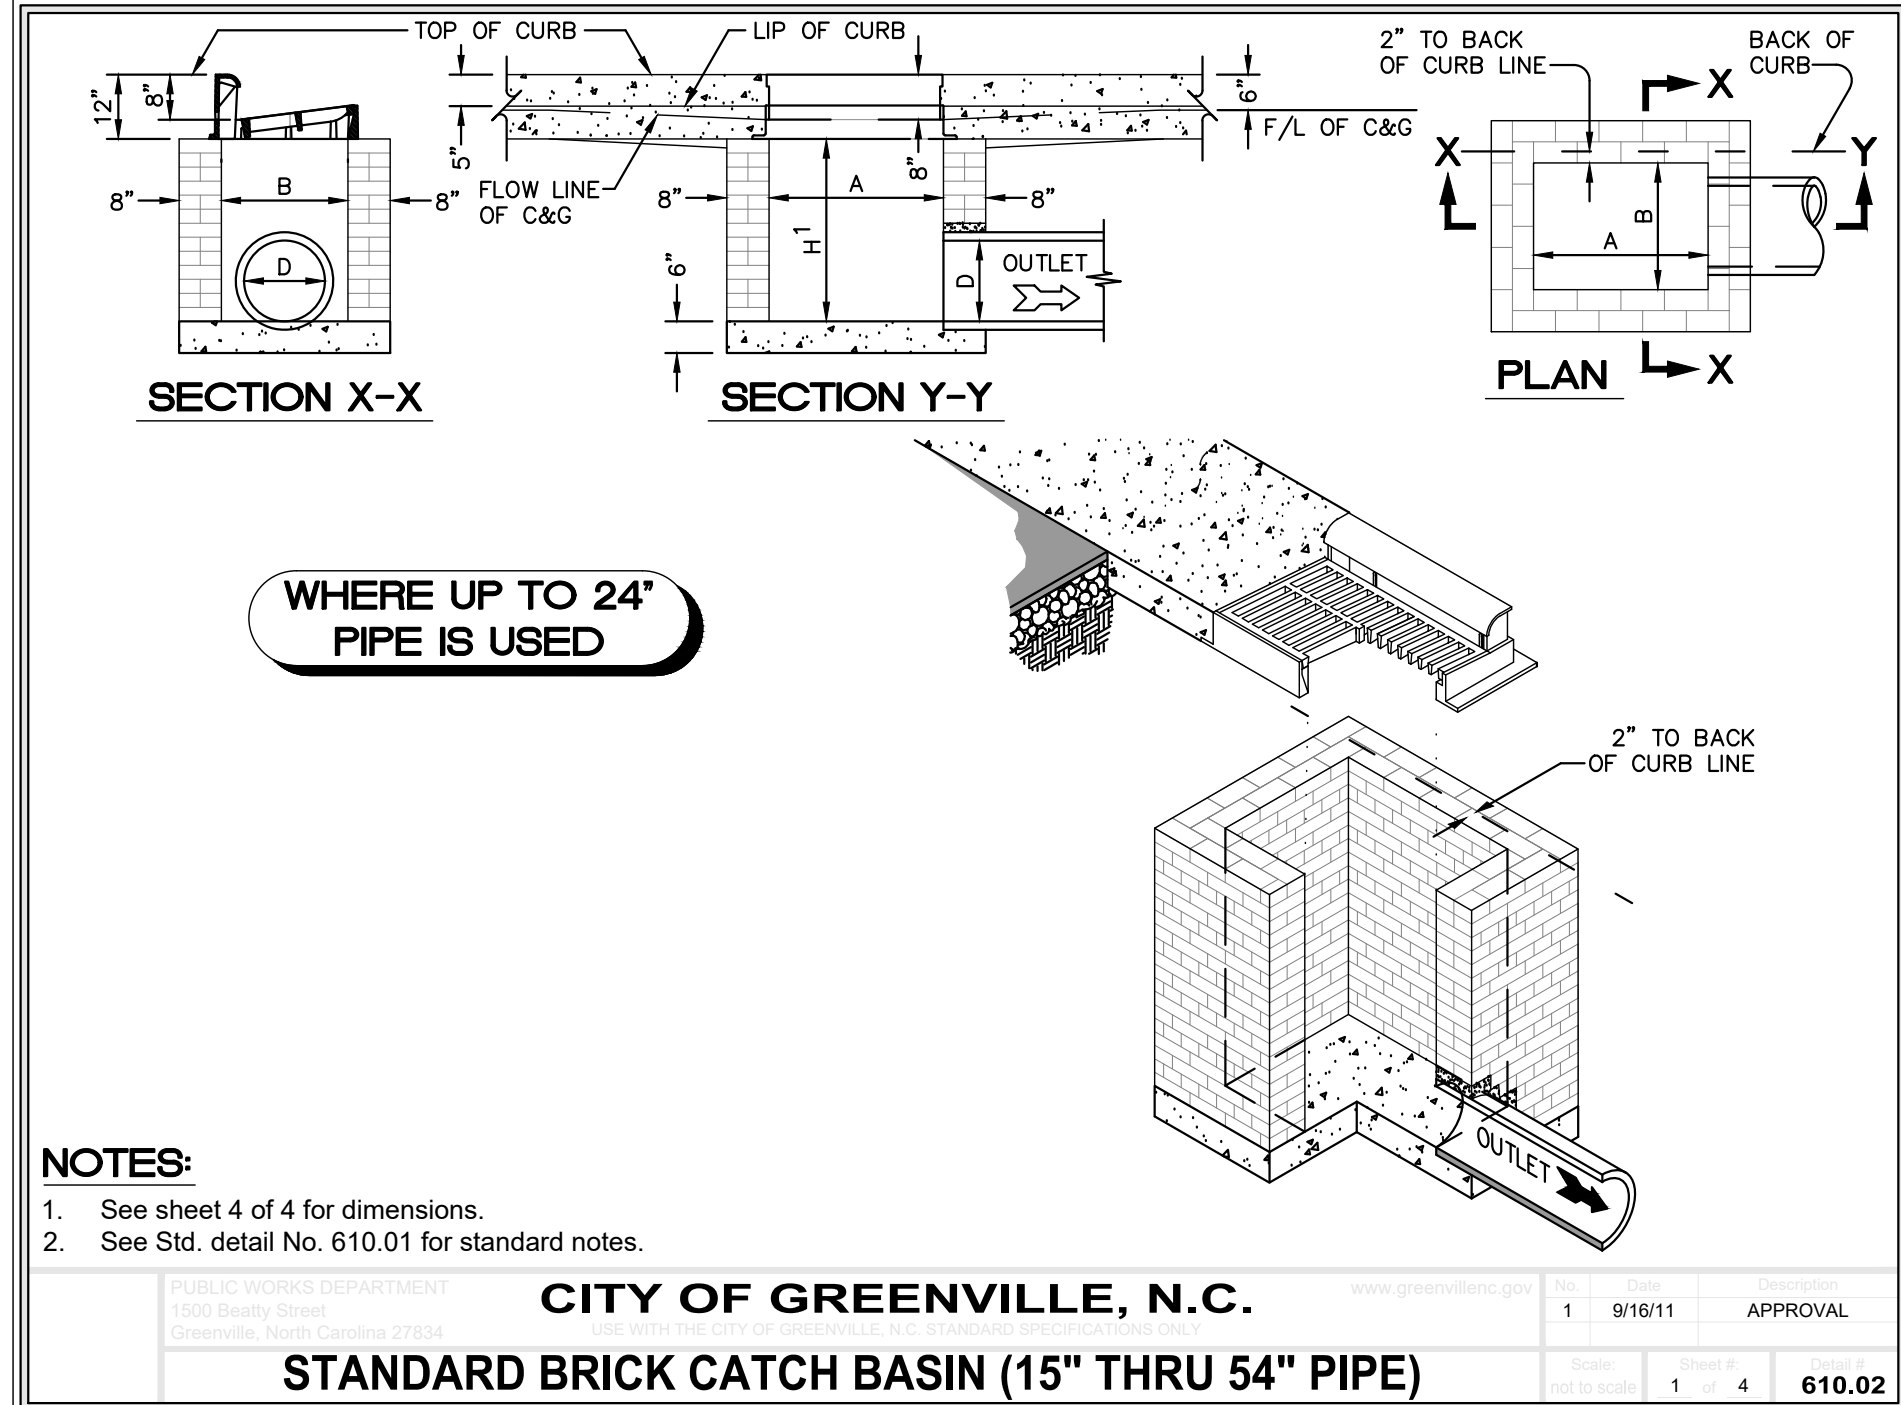 TOP OF CURB
LIP OF CURB
12"
8"
5"
8"
B
8"
D
SECTION X-X
FLOW LINE
OF C&G
8"
A
8"
8"
6"
H1
D
OUTLET
6"
F/L OF C&G
SECTION Y-Y
2" TO BACK
OF CURB LINE
BACK OF
CURB
X
X
Y
A
B
X
PLAN
WHERE UP TO 24"
PIPE IS USED
2" TO BACK
OF CURB LINE
OUTLET
NOTES:
1. See sheet 4 of 4 for dimensions.
2. See Std. detail No. 610.01 for standard notes.
PUBLIC WORKS DEPARTMENT
1500 Beatty Street
Greenville, North Carolina 27834
CITY OF GREENVILLE, N.C.
www.greenvillenc.gov
USE WITH THE CITY OF GREENVILLE, N.C. STANDARD SPECIFICATIONS ONLY
STANDARD BRICK CATCH BASIN (15" THRU 54" PIPE)
No. Date Description
1 9/16/11 APPROVAL
Scale:
not to scale
Sheet #:
1 of 4
Detail #
610.02